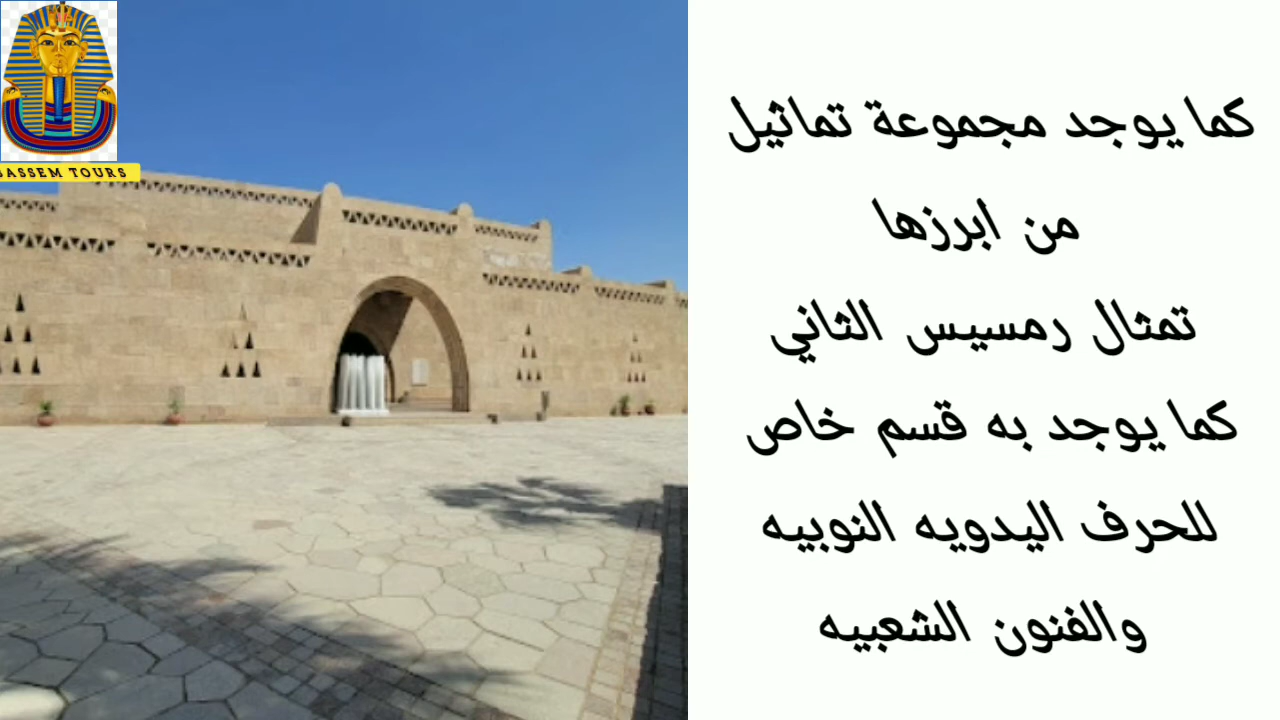 BASSEM TOURS
كما يوجد مجموعة تماثيل
من ابرزها
تمثال رمسيس الثاني
كما يوجد به قسم خاص
للحرف اليدويه النوبيه
والفنون الشعبيه